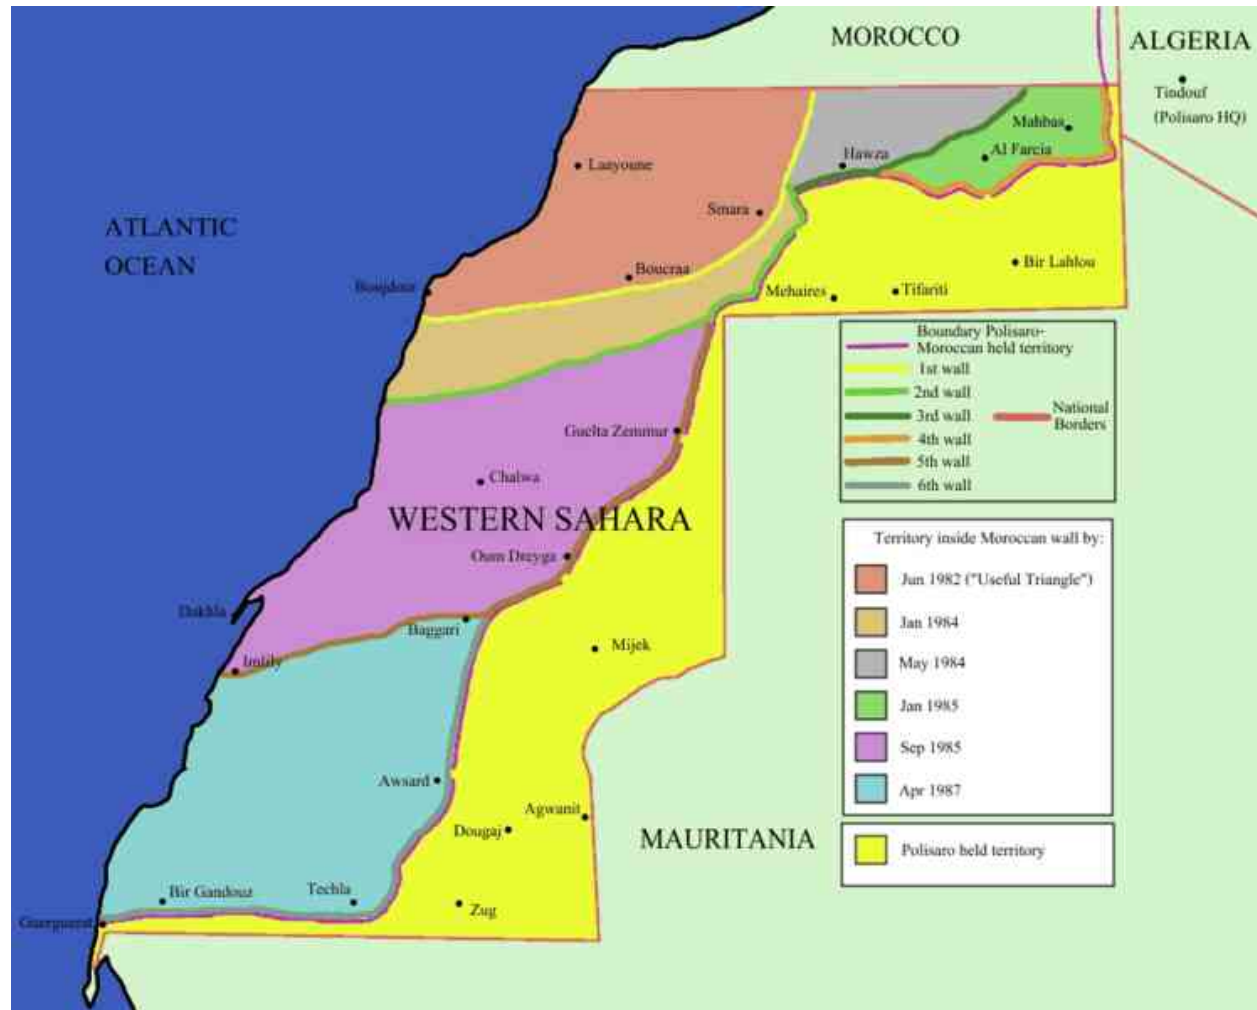 MOROCCO
ALGERIA
Tindouf
(Polisaro HQ)
Mahbas
Al Farcia
Hawza
Laayoune
Smara
ATLANTIC
OCEAN
Boucraa
Bir Lahlou
Boujdour
Mehaires
Tifariti
Boundary Polisaro-
Moroccan held territory
1st wall
2nd wall
3rd wall
4th wall
5th wall
6th wall
National
Borders
Guelta Zemmur
Chalwa
WESTERN SAHARA
Oum Dreyga
Territory inside Moroccan wall by:
Jun 1982 ("Useful Triangle")
Jan 1984
May 1984
Jan 1985
Sep 1985
Apr 1987
Dakhla
Baggari
Mijek
Imlily
Awsard
Agwanit
Dougaj
MAURITANIA
Polisaro held territory
Bir Gandouz
Techla
Zug
Guerguerat